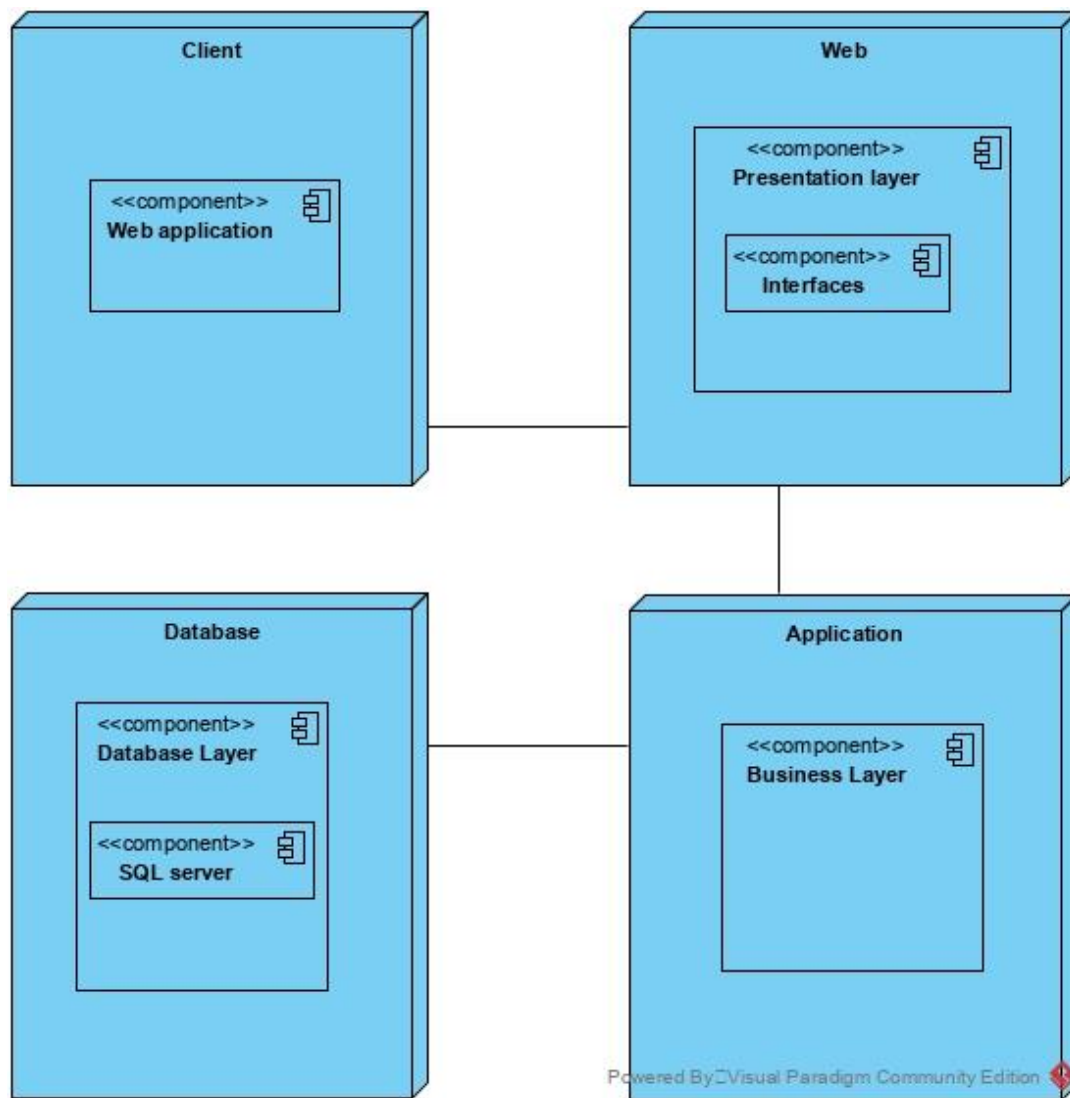 Client
<<component>>
Web application
Web
<<component>>
Presentation layer
<<component>>
Interfaces
Database
<<component>>
Database Layer
<<component>>
SQL server
Application
<<component>>
Business Layer
Powered By Visual Paradigm Community Edition